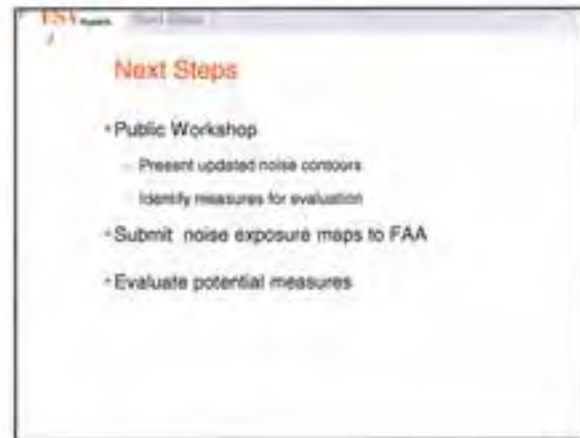 Next Steps
• Public Workshop
– Present updated noise contours
– Identify measures for evaluation
• Submit noise exposure maps to FAA
• Evaluate potential measures